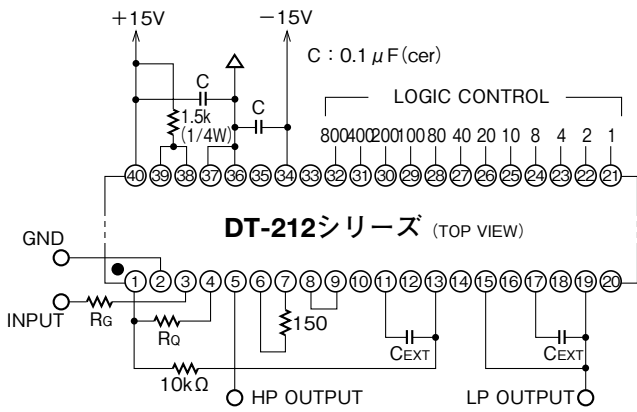 +15V
-15V
C：0.1μF(cer)
C
C
1.5k
(1/4W)
LOGIC CONTROL
800 400 200 100 80 40 20 10 8 4 2 1
40 39 38 37 36 35 34 33 32 31 30 29 28 27 26 25 24 23 22 21
DT-212シリーズ (TOP VIEW)
GND
1 2 3 4 5 6 7 8 9 10 11 12 13 14 15 16 17 18 19 20
INPUT
RG
RQ
150
CEXT
CEXT
10kΩ
HP OUTPUT
LP OUTPUT